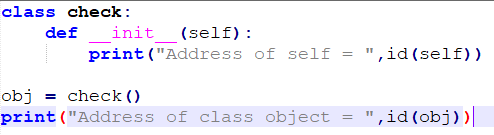 class check:
    def __init__(self):
        print("Address of self = ",id(self))

obj = check()
print("Address of class object = ",id(obj))